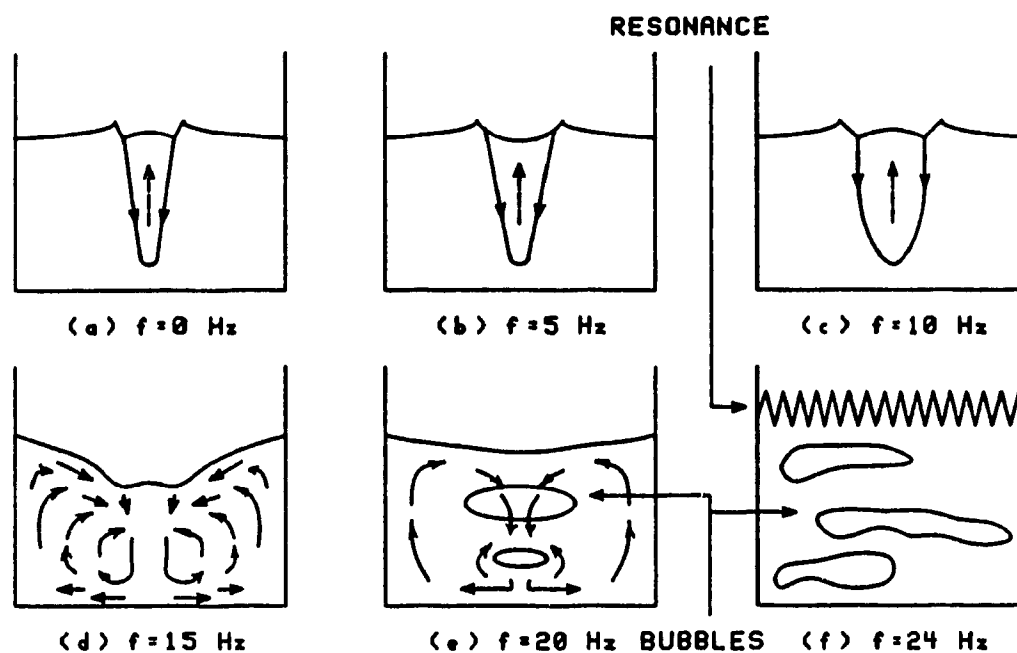 RESONANCE
(a) f=0 Hz
(b) f=5 Hz
(c) f=10 Hz
(d) f=15 Hz
(e) f=20 Hz
BUBBLES
(f) f=24 Hz